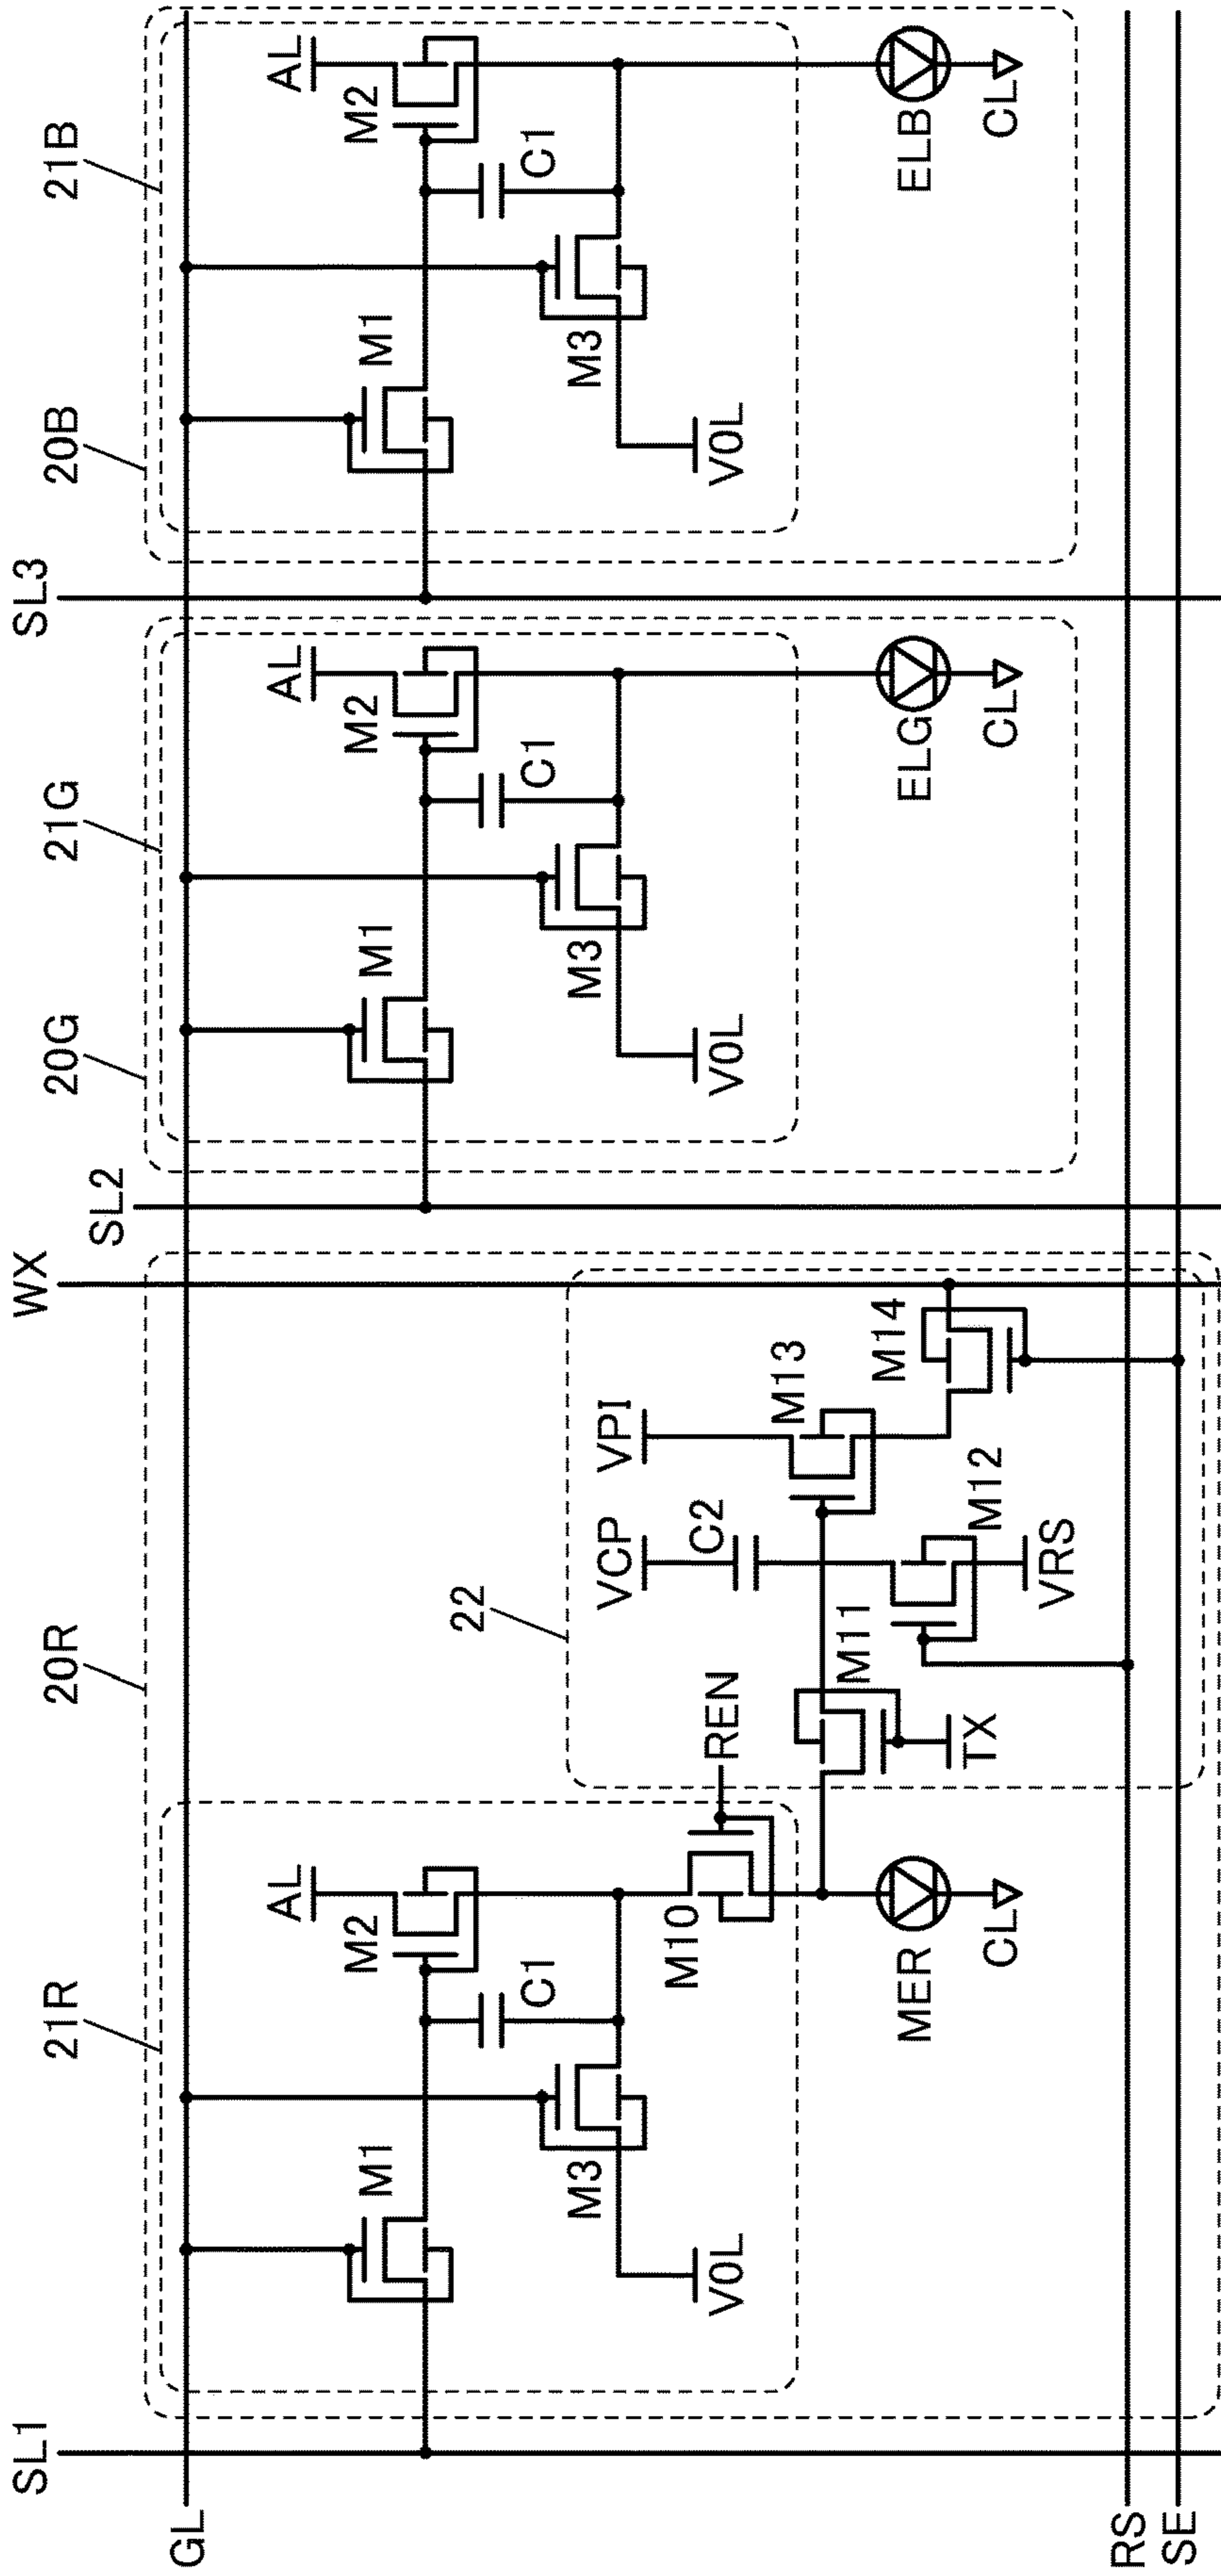 SL1
WX
SL3
21R
20R
20G
21G
20B
21B
SL2
GL
AL
AL
AL
M1
M2
M1
M2
M1
M2
22
C1
C1
C1
M3
M3
M3
VCP
VPI
M10
C2
REN
V0L
V0L
V0L
M13
M11
M14
MER
ELG
ELB
TX
M12
CL
CL
CL
VRS
RS
SE